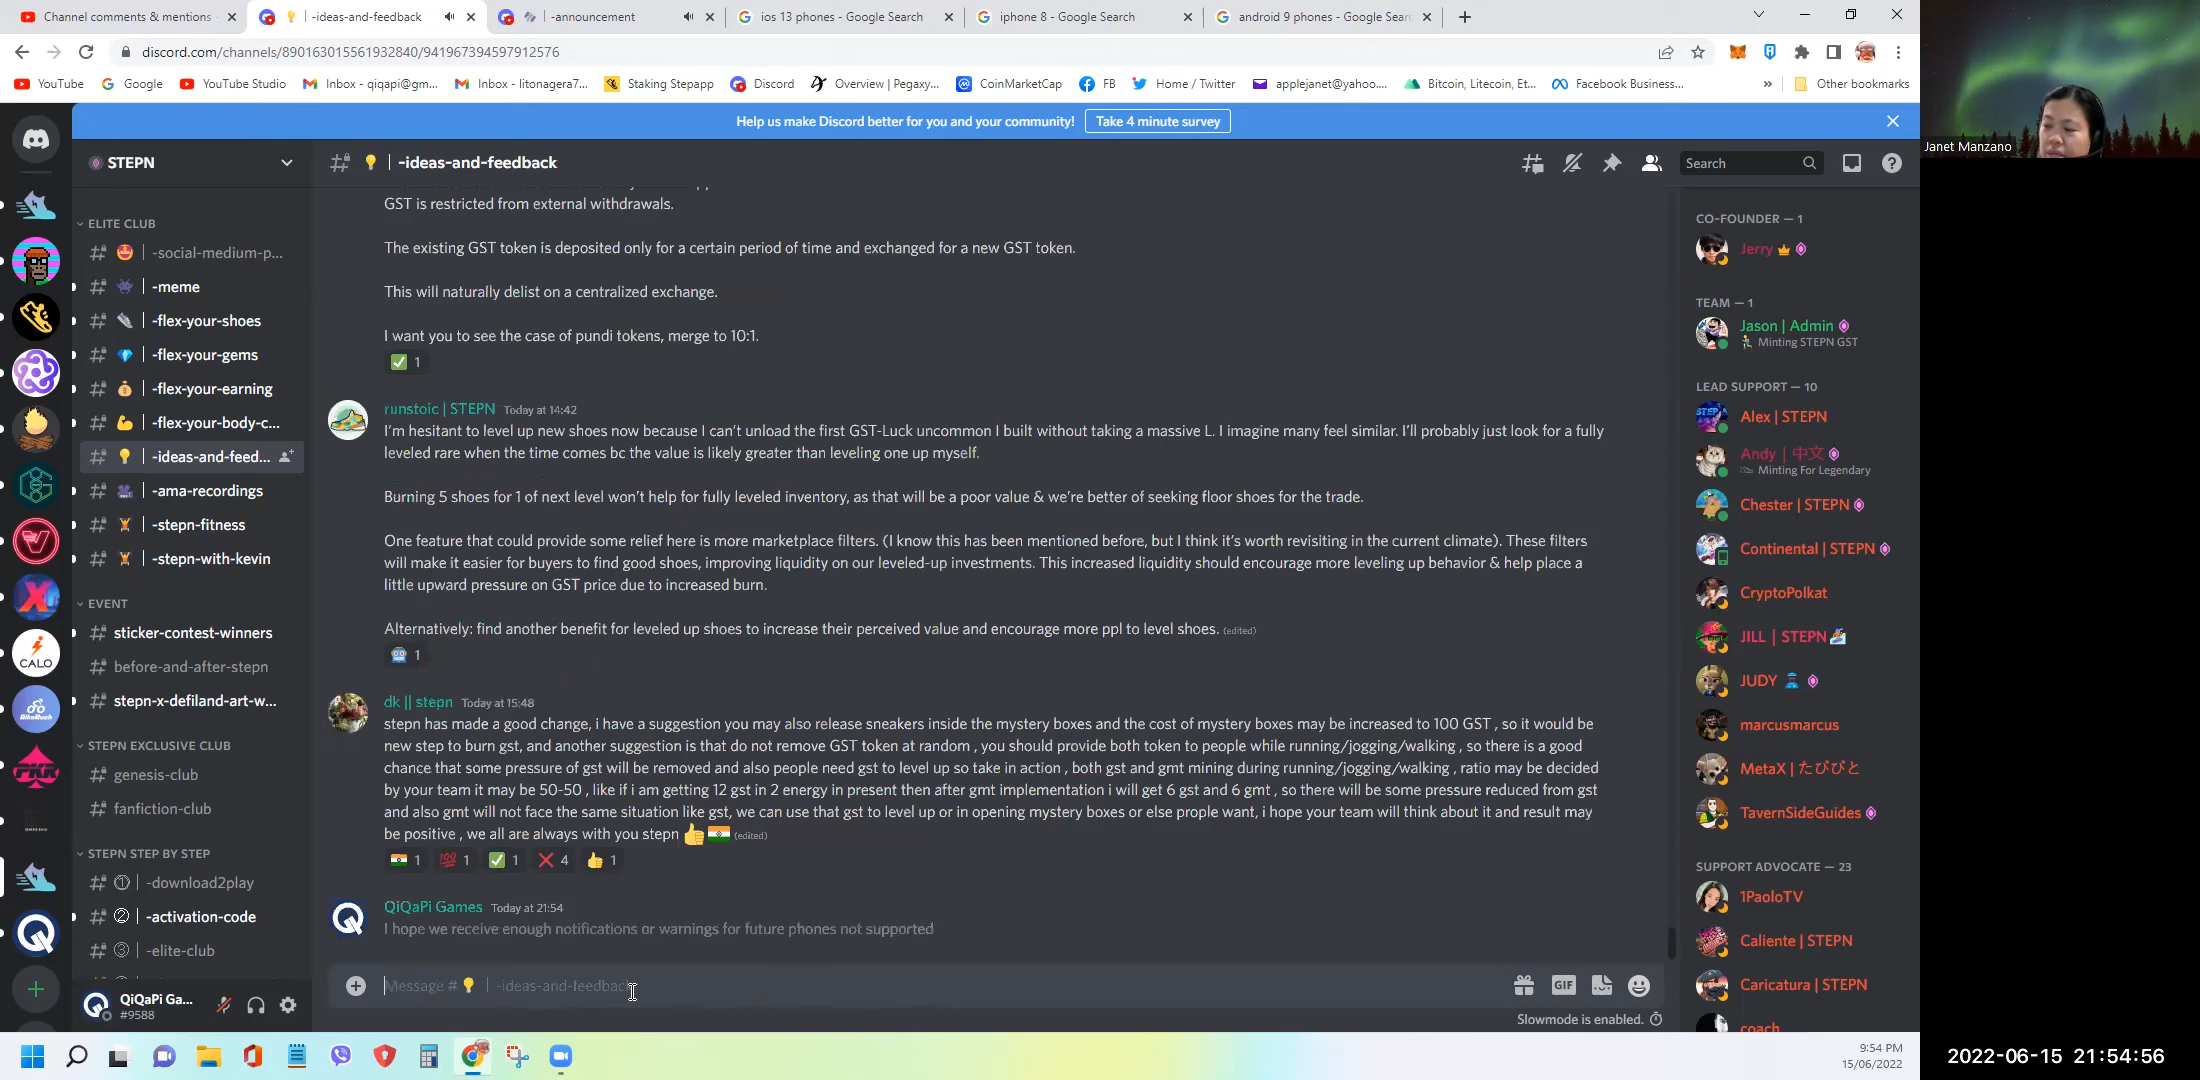 Channel comments & mentions
-ideas-and-feedback
-announcement
ios 13 phones - Google Search
iphone 8 - Google Search
android 9 phones - Google Searc
discord.com/channels/890163015561932840/941967394597912576
YouTube
Google
YouTube Studio
Inbox - qiqapi@gm...
Inbox - litonagera7...
Staking Stepapp
Discord
Overview | Pegaxy...
CoinMarketCap
FB
Home / Twitter
applejanet@yahoo....
Bitcoin, Litecoin, Et...
Facebook Business...
»
Other bookmarks
Help us make Discord better for you and your community!
Take 4 minute survey
Janet Manzano
STEPN
| -ideas-and-feedback
Search
ELITE CLUB
| -social-medium-p...
| -meme
| -flex-your-shoes
| -flex-your-gems
| -flex-your-earning
| -flex-your-body-c...
| -ideas-and-feed...
| -ama-recordings
| -stepn-fitness
| -stepn-with-kevin
EVENT
sticker-contest-winners
before-and-after-stepn
stepn-x-defiland-art-w...
STEPN EXCLUSIVE CLUB
genesis-club
fanfiction-club
STEPN STEP BY STEP
① | -download2play
② | -activation-code
③ | -elite-club
CALO
BikeRush
QiQaPi Ga...
#9588
GST is restricted from external withdrawals.
The existing GST token is deposited only for a certain period of time and exchanged for a new GST token.
This will naturally delist on a centralized exchange.
I want you to see the case of pundi tokens, merge to 10:1.
1
runstoic | STEPN Today at 14:42
I'm hesitant to level up new shoes now because I can't unload the first GST-Luck uncommon I built without taking a massive L. I imagine many feel similar. I'll probably just look for a fully
leveled rare when the time comes bc the value is likely greater than leveling one up myself.
Burning 5 shoes for 1 of next level won't help for fully leveled inventory, as that will be a poor value & we're better of seeking floor shoes for the trade.
One feature that could provide some relief here is more marketplace filters. (I know this has been mentioned before, but I think it's worth revisiting in the current climate). These filters
will make it easier for buyers to find good shoes, improving liquidity on our leveled-up investments. This increased liquidity should encourage more leveling up behavior & help place a
little upward pressure on GST price due to increased burn.
Alternatively: find another benefit for leveled up shoes to increase their perceived value and encourage more ppl to level shoes. (edited)
1
dk || stepn Today at 15:48
stepn has made a good change, i have a suggestion you may also release sneakers inside the mystery boxes and the cost of mystery boxes may be increased to 100 GST , so it would be
new step to burn gst, and another suggestion is that do not remove GST token at random , you should provide both token to people while running/jogging/walking , so there is a good
chance that some pressure of gst will be removed and also people need gst to level up so take in action , both gst and gmt mining during running/jogging/walking , ratio may be decided
by your team it may be 50-50 , like if i am getting 12 gst in 2 energy in present then after gmt implementation i will get 6 gst and 6 gmt , so there will be some pressure reduced from gst
and also gmt will not face the same situation like gst, we can use that gst to level up or in opening mystery boxes or else prople want, i hope your team will think about it and result may
be positive , we all are always with you stepn 👍🇮🇳 (edited)
1 1 1 4 1
QiQaPi Games Today at 21:54
I hope we receive enough notifications or warnings for future phones not supported
Message # 💡 | -ideas-and-feedback
GIF
Slowmode is enabled.
CO-FOUNDER — 1
Jerry
TEAM — 1
Jason | Admin
Minting STEPN GST
LEAD SUPPORT — 10
Alex | STEPN
Andy | 中文
Minting For Legendary
Chester | STEPN
Continental | STEPN
CryptoPolkat
JILL | STEPN
JUDY
marcusmarcus
MetaX | たびびと
TavernSideGuides
SUPPORT ADVOCATE — 23
1PaoloTV
Caliente | STEPN
Caricatura | STEPN
coach
9:54 PM
15/06/2022
2022-06-15 21:54:56